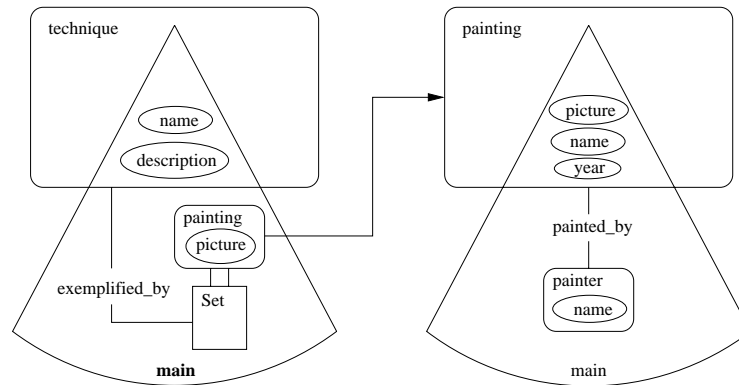 technique
name
description
painting
picture
exemplified_by
Set
main
painting
picture
name
year
painted_by
painter
name
main